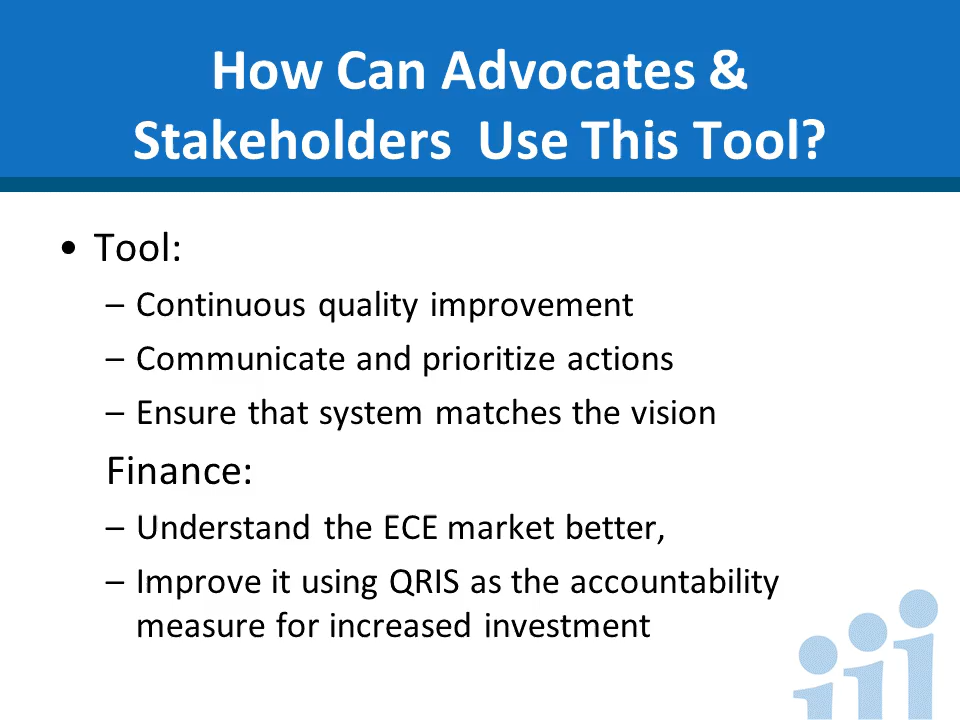 How Can Advocates &
Stakeholders  Use This Tool?
• Tool:
– Continuous quality improvement
– Communicate and prioritize actions
– Ensure that system matches the vision
Finance:
– Understand the ECE market better,
– Improve it using QRIS as the accountability
measure for increased investment